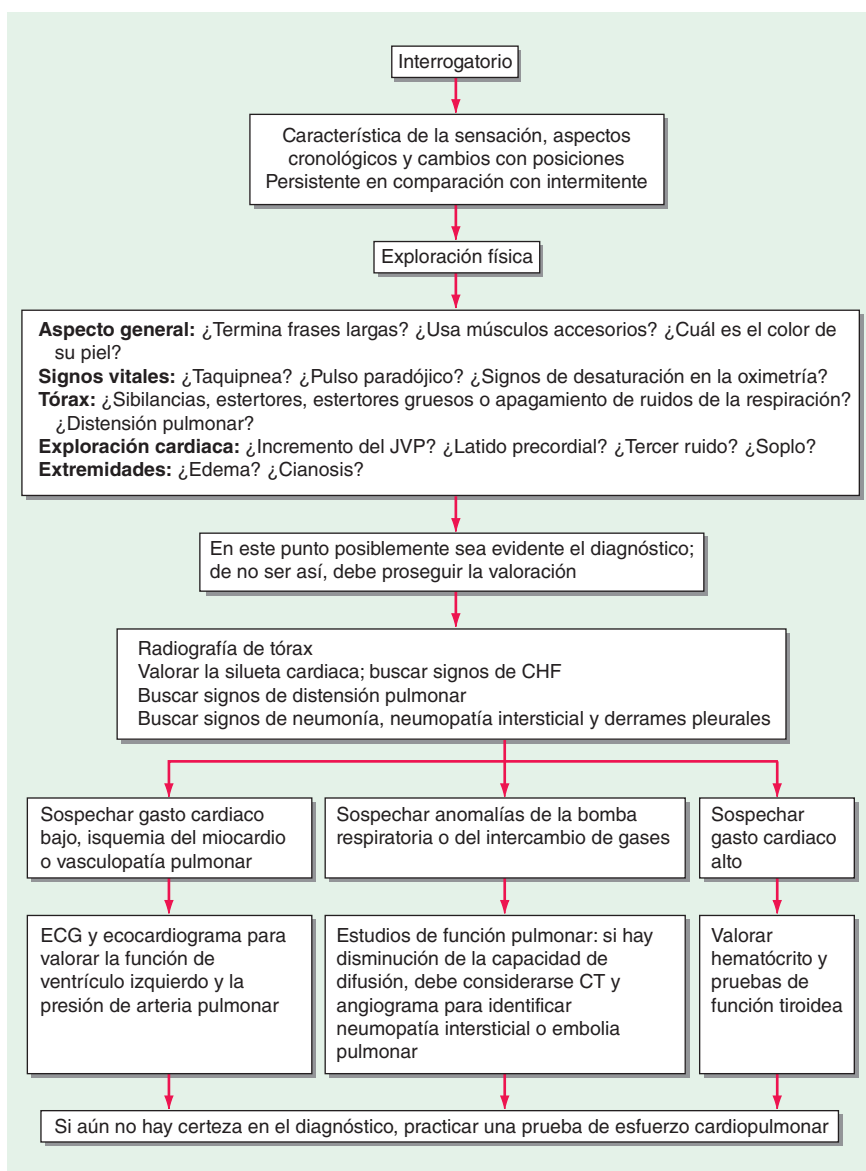 Interrogatorio
Característica de la sensación, aspectos
cronológicos y cambios con posiciones
Persistente en comparación con intermitente
Exploración física
Aspecto general: ¿Termina frases largas? ¿Usa músculos accesorios? ¿Cuál es el color de
su piel?
Signos vitales: ¿Taquipnea? ¿Pulso paradójico? ¿Signos de desaturación en la oximetría?
Tórax: ¿Sibilancias, estertores, estertores gruesos o apagamiento de ruidos de la respiración?
¿Distensión pulmonar?
Exploración cardiaca: ¿Incremento del JVP? ¿Latido precordial? ¿Tercer ruido? ¿Soplo?
Extremidades: ¿Edema? ¿Cianosis?
En este punto posiblemente sea evidente el diagnóstico;
de no ser así, debe proseguir la valoración
Radiografía de tórax
Valorar la silueta cardiaca; buscar signos de CHF
Buscar signos de distensión pulmonar
Buscar signos de neumonía, neumopatía intersticial y derrames pleurales
Sospechar gasto cardiaco
bajo, isquemia del miocardio
o vasculopatía pulmonar
Sospechar anomalías de la bomba
respiratoria o del intercambio de gases
Sospechar
gasto cardiaco
alto
ECG y ecocardiograma para
valorar la función de
ventrículo izquierdo y la
presión de arteria pulmonar
Estudios de función pulmonar: si hay
disminución de la capacidad de
difusión, debe considerarse CT y
angiograma para identificar
neumopatía intersticial o embolia
pulmonar
Valorar
hematócrito y
pruebas de
función tiroidea
Si aún no hay certeza en el diagnóstico, practicar una prueba de esfuerzo cardiopulmonar